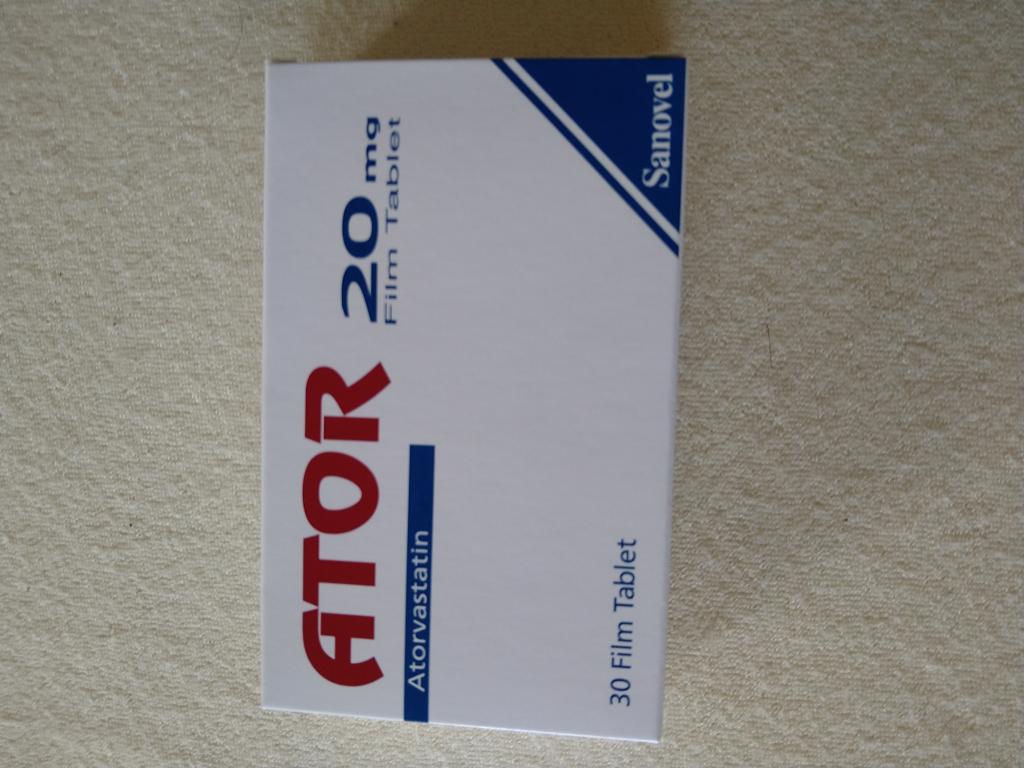 ATOR 20 mg
Film Tablet
Atorvastatin
30 Film Tablet
Sanovel